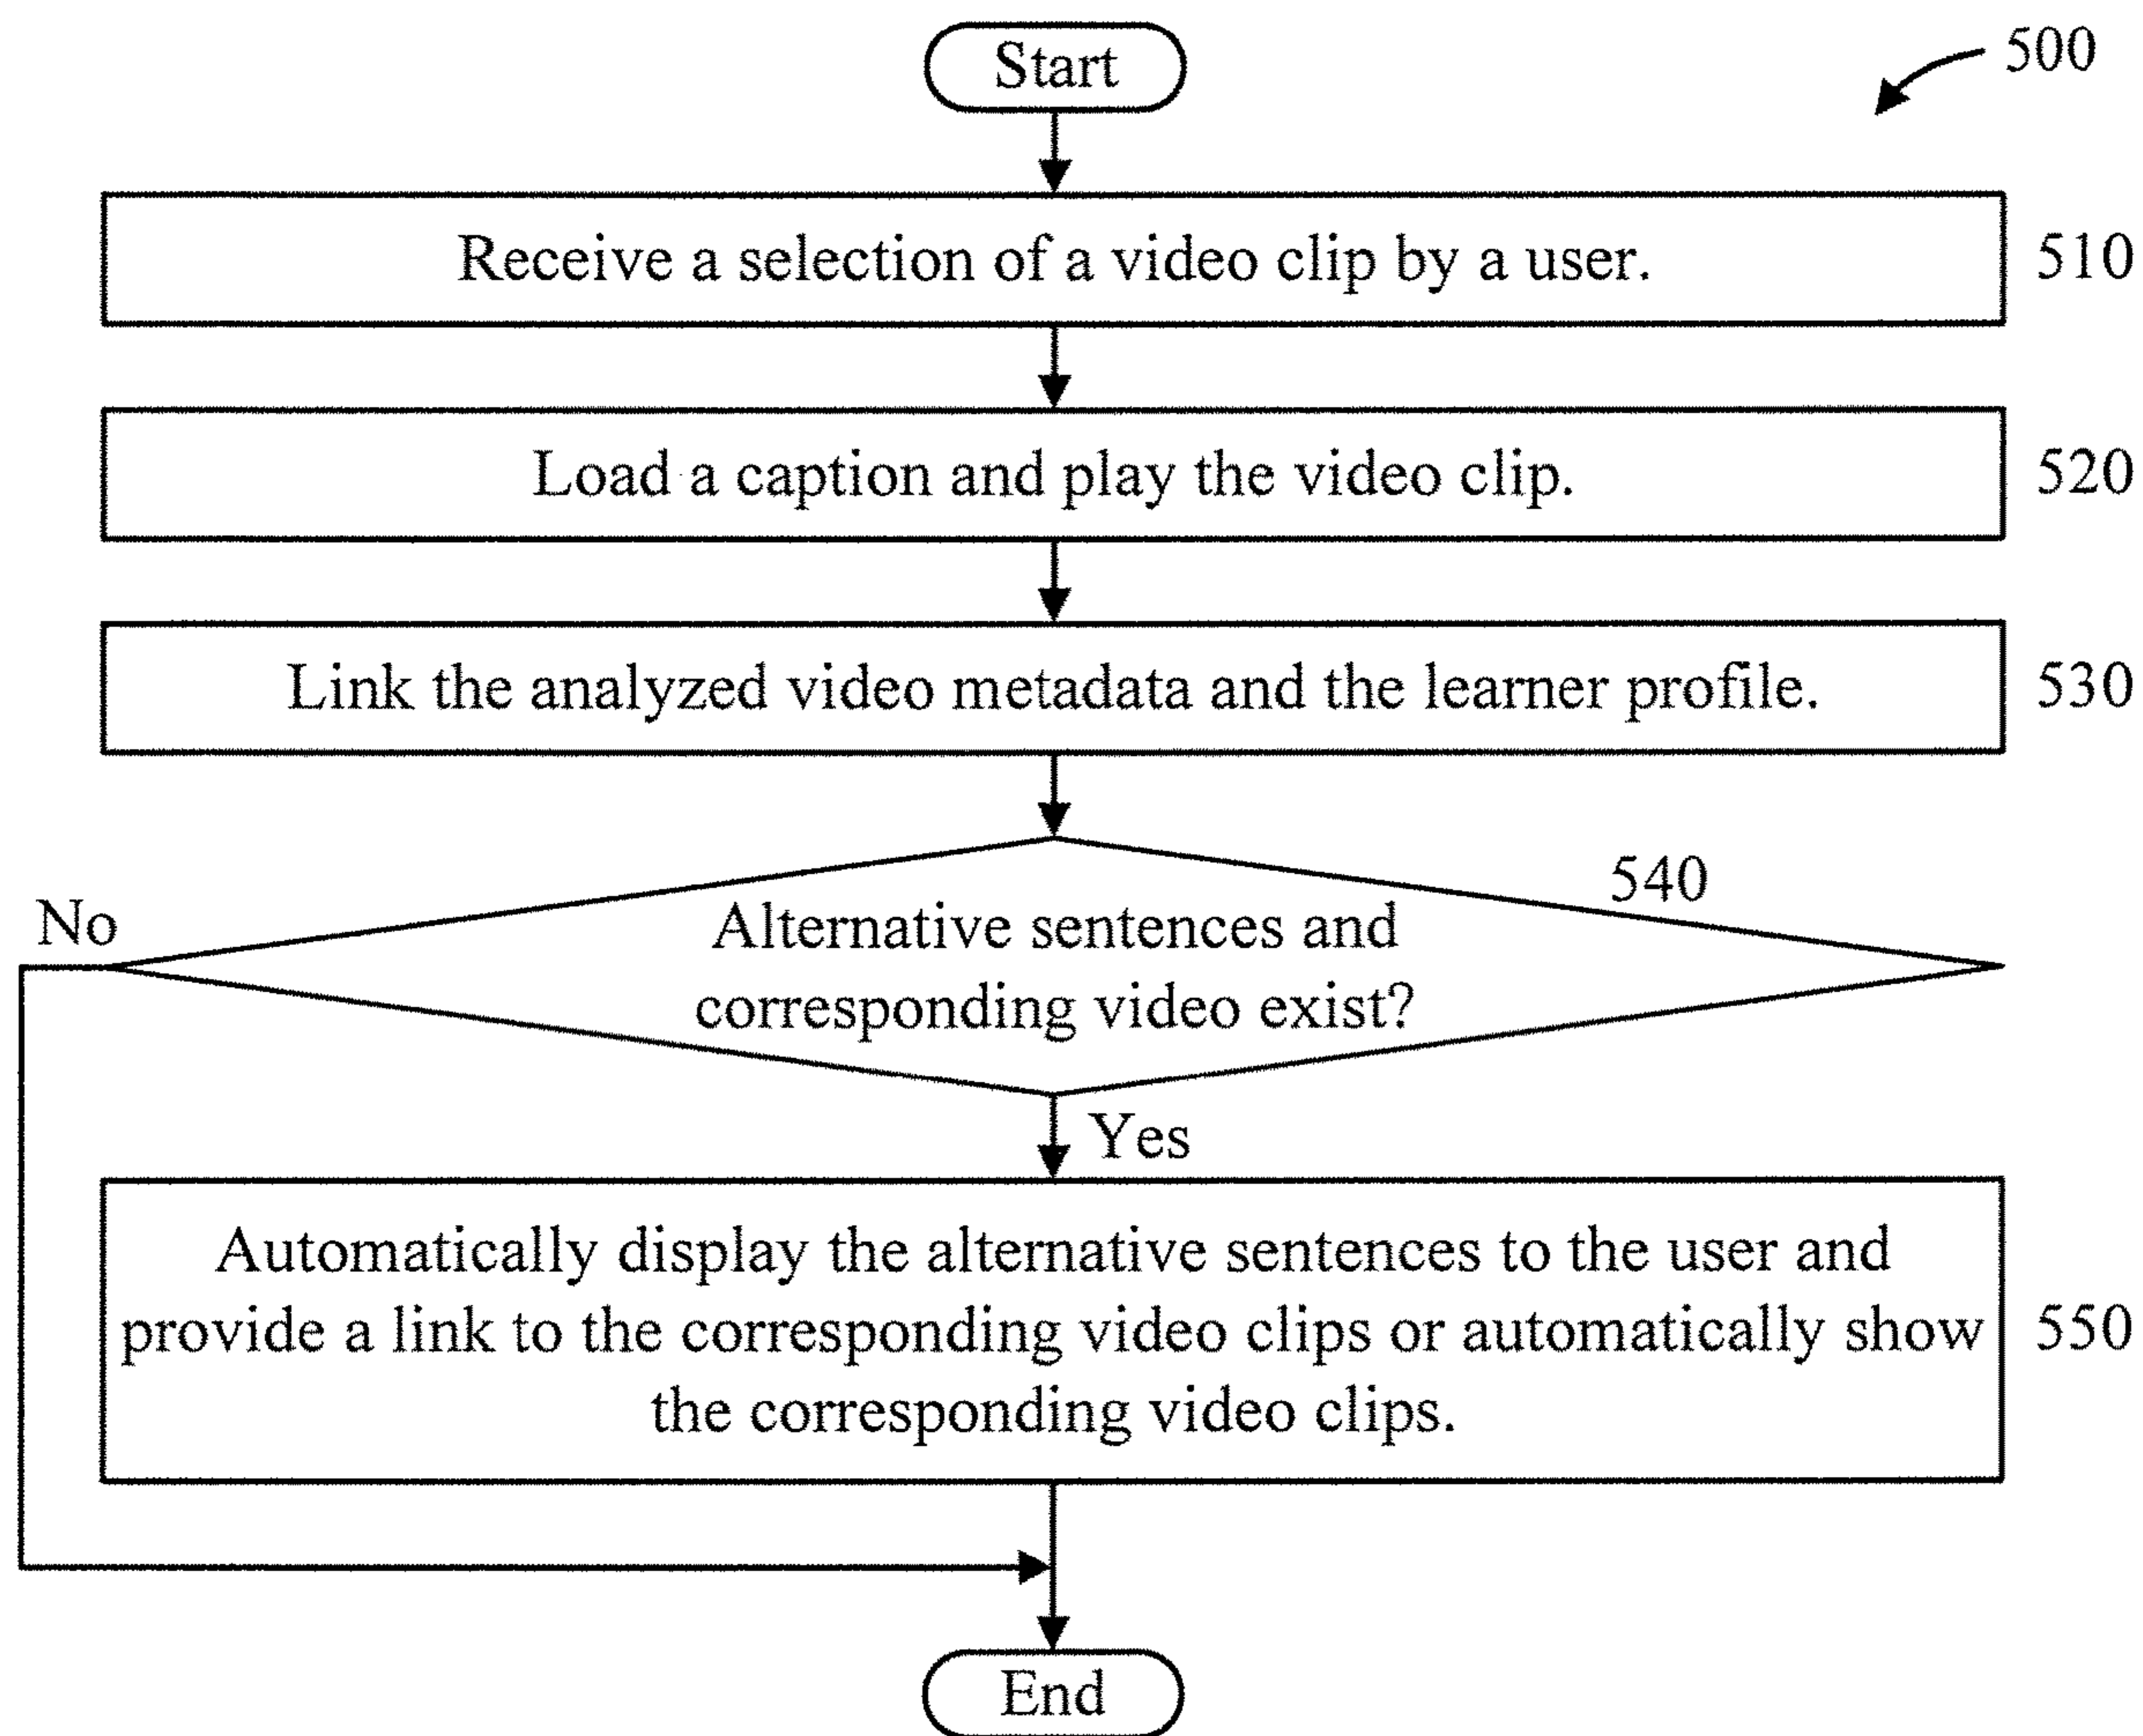 Start
500
Receive a selection of a video clip by a user.
510
Load a caption and play the video clip.
520
Link the analyzed video metadata and the learner profile.
530
540
No
Alternative sentences and
corresponding video exist?
Yes
Automatically display the alternative sentences to the user and
provide a link to the corresponding video clips or automatically show
550
the corresponding video clips.
End